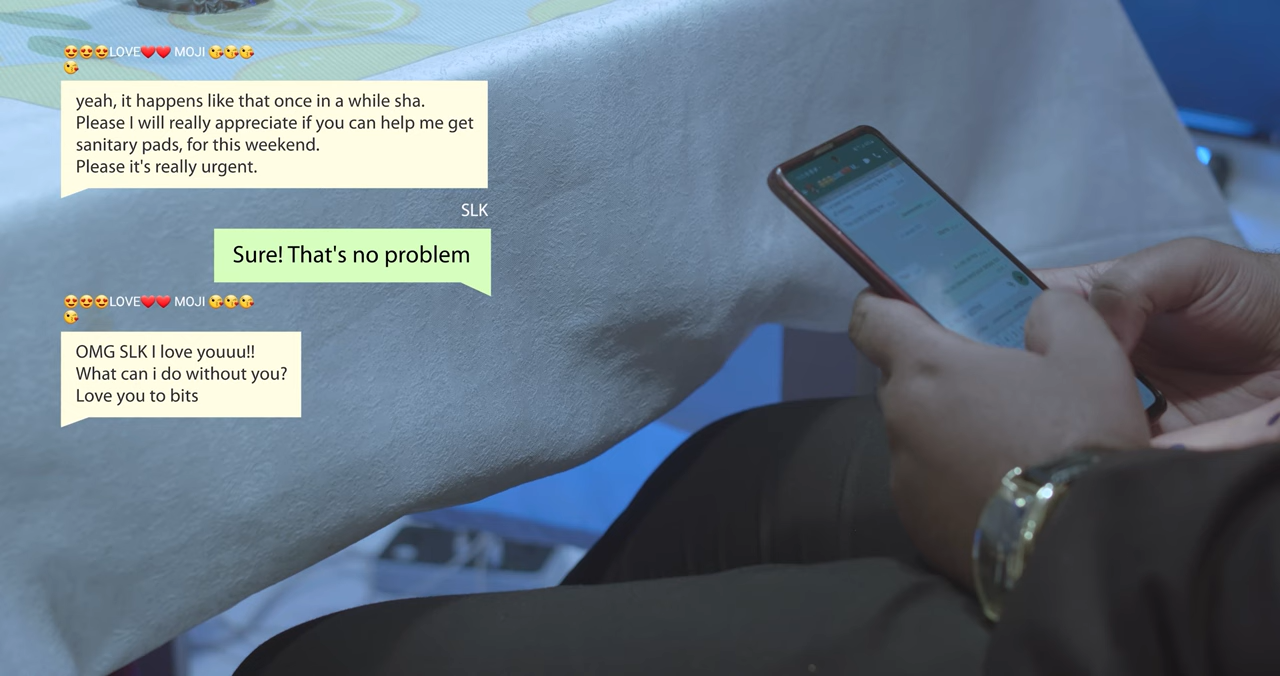 😍😍😍LOVE❤️❤️ MOJI 😘😘😘
😘
yeah, it happens like that once in a while sha.
Please I will really appreciate if you can help me get
sanitary pads, for this weekend.
Please it's really urgent.
SLK
Sure! That's no problem
😍😍😍LOVE❤️❤️ MOJI 😘😘😘
😘
OMG SLK I love youuu!!
What can i do without you?
Love you to bits